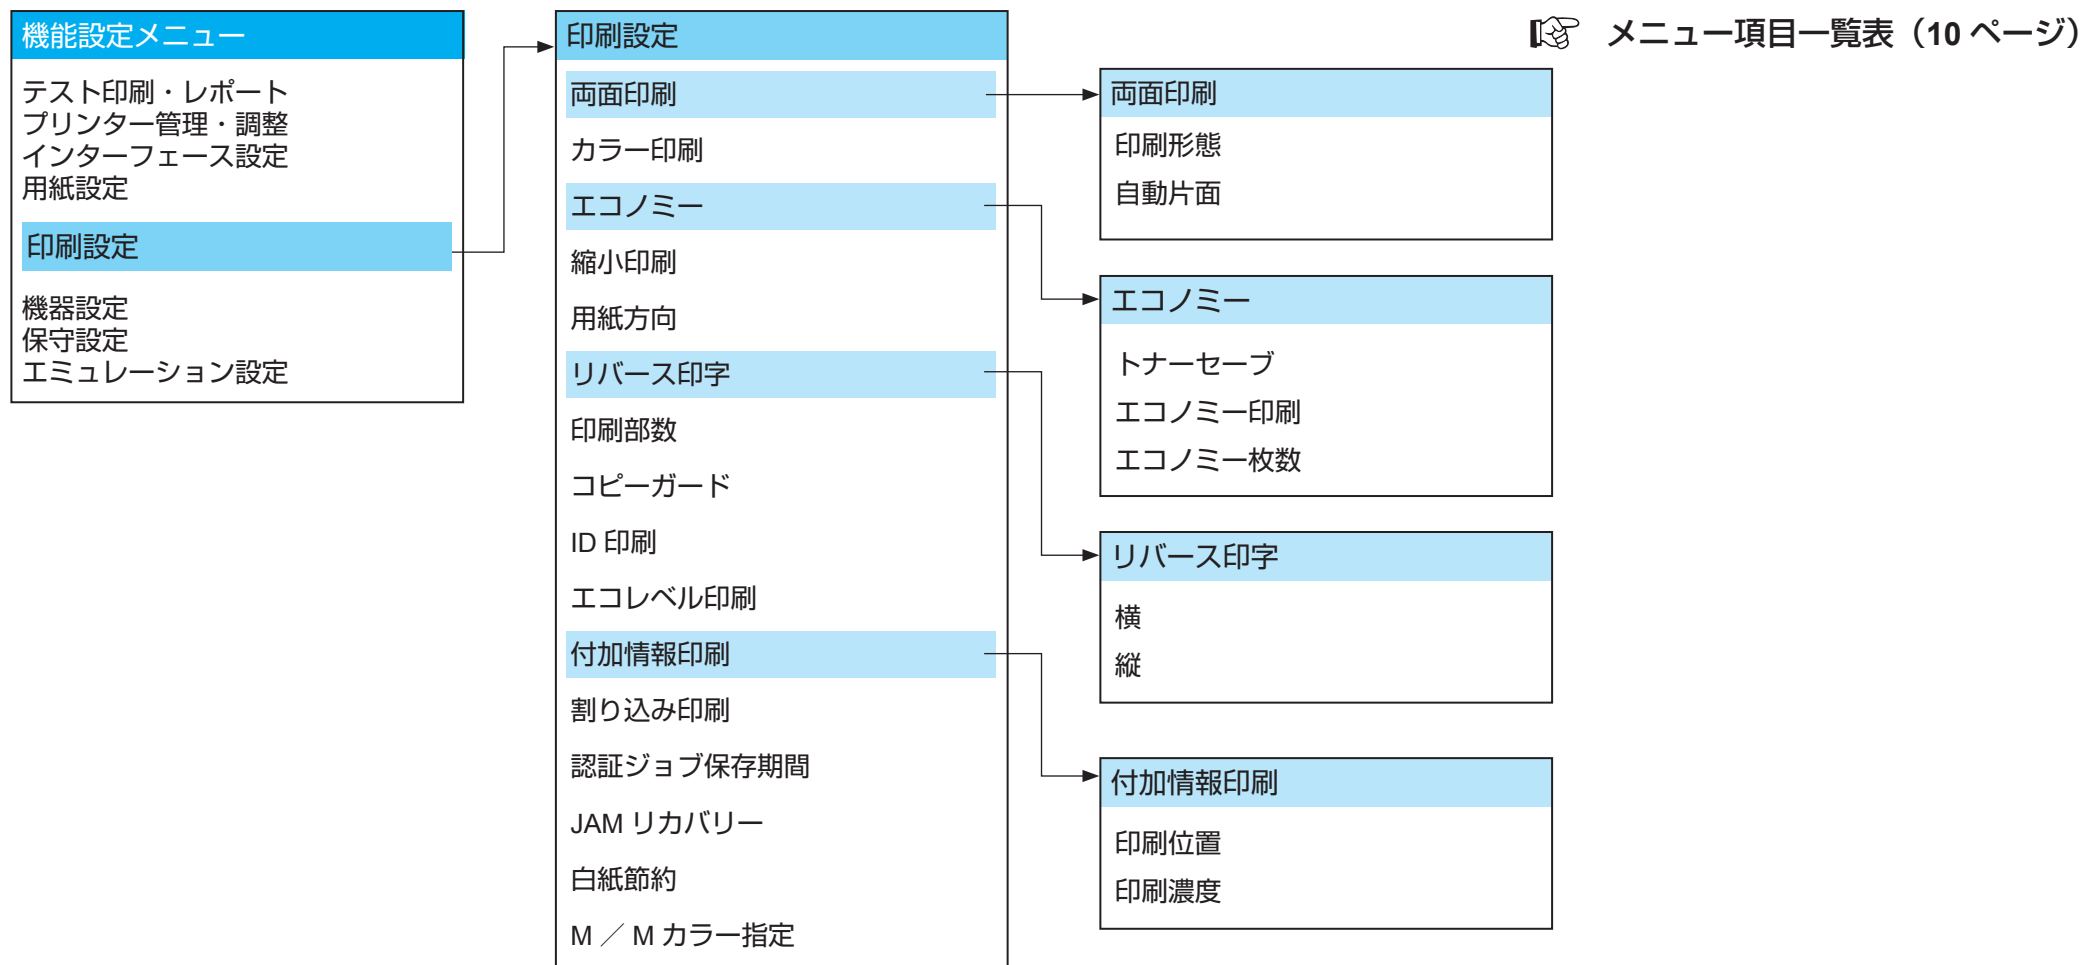 機能設定メニュー
テスト印刷・レポート
プリンター管理・調整
インターフェース設定
用紙設定
印刷設定
機器設定
保守設定
エミュレーション設定
印刷設定
両面印刷
カラー印刷
エコノミー
縮小印刷
用紙方向
リバース印字
印刷部数
コピーガード
ID 印刷
エコレベル印刷
付加情報印刷
割り込み印刷
認証ジョブ保存期間
JAM リカバリー
白紙節約
M ／ M カラー指定
☞ メニュー項目一覧表（10 ページ）
両面印刷
印刷形態
自動片面
エコノミー
トナーセーブ
エコノミー印刷
エコノミー枚数
リバース印字
横
縦
付加情報印刷
印刷位置
印刷濃度